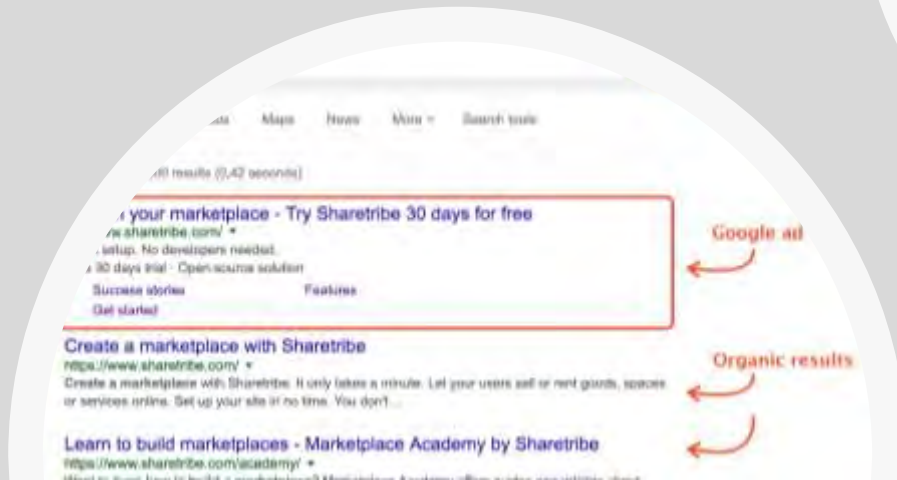 Maps News More Search tools
results (0,42 seconds)
your marketplace - Try Sharetribe 30 days for free
sharetribe.com/
setup. No developers needed.
30 days trial · Open source solution
Success stories Features
Get started
Google ad
Create a marketplace with Sharetribe
https://www.sharetribe.com/
Create a marketplace with Sharetribe. It only takes a minute. Let your users sell or rent goods, spaces
or services online. Set up your site in no time. You don't...
Organic results
Learn to build marketplaces - Marketplace Academy by Sharetribe
https://www.sharetribe.com/academy/